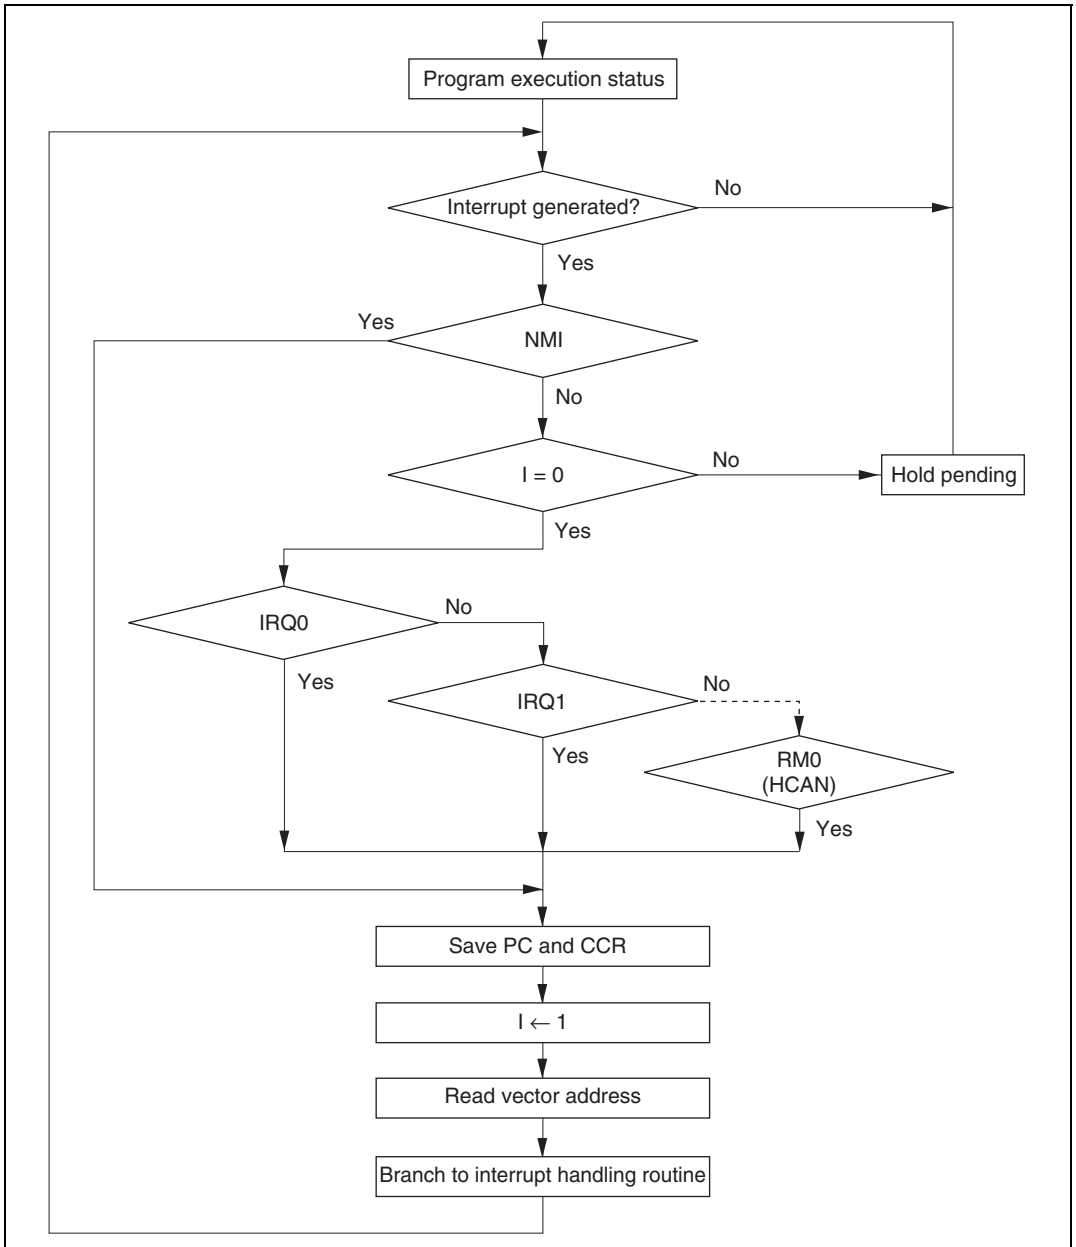 Program execution status
Interrupt generated?
No
Yes
Yes
NMI
No
I = 0
No
Hold pending
Yes
IRQ0
No
Yes
IRQ1
No
Yes
RM0
(HCAN)
Yes
Save PC and CCR
I ← 1
Read vector address
Branch to interrupt handling routine